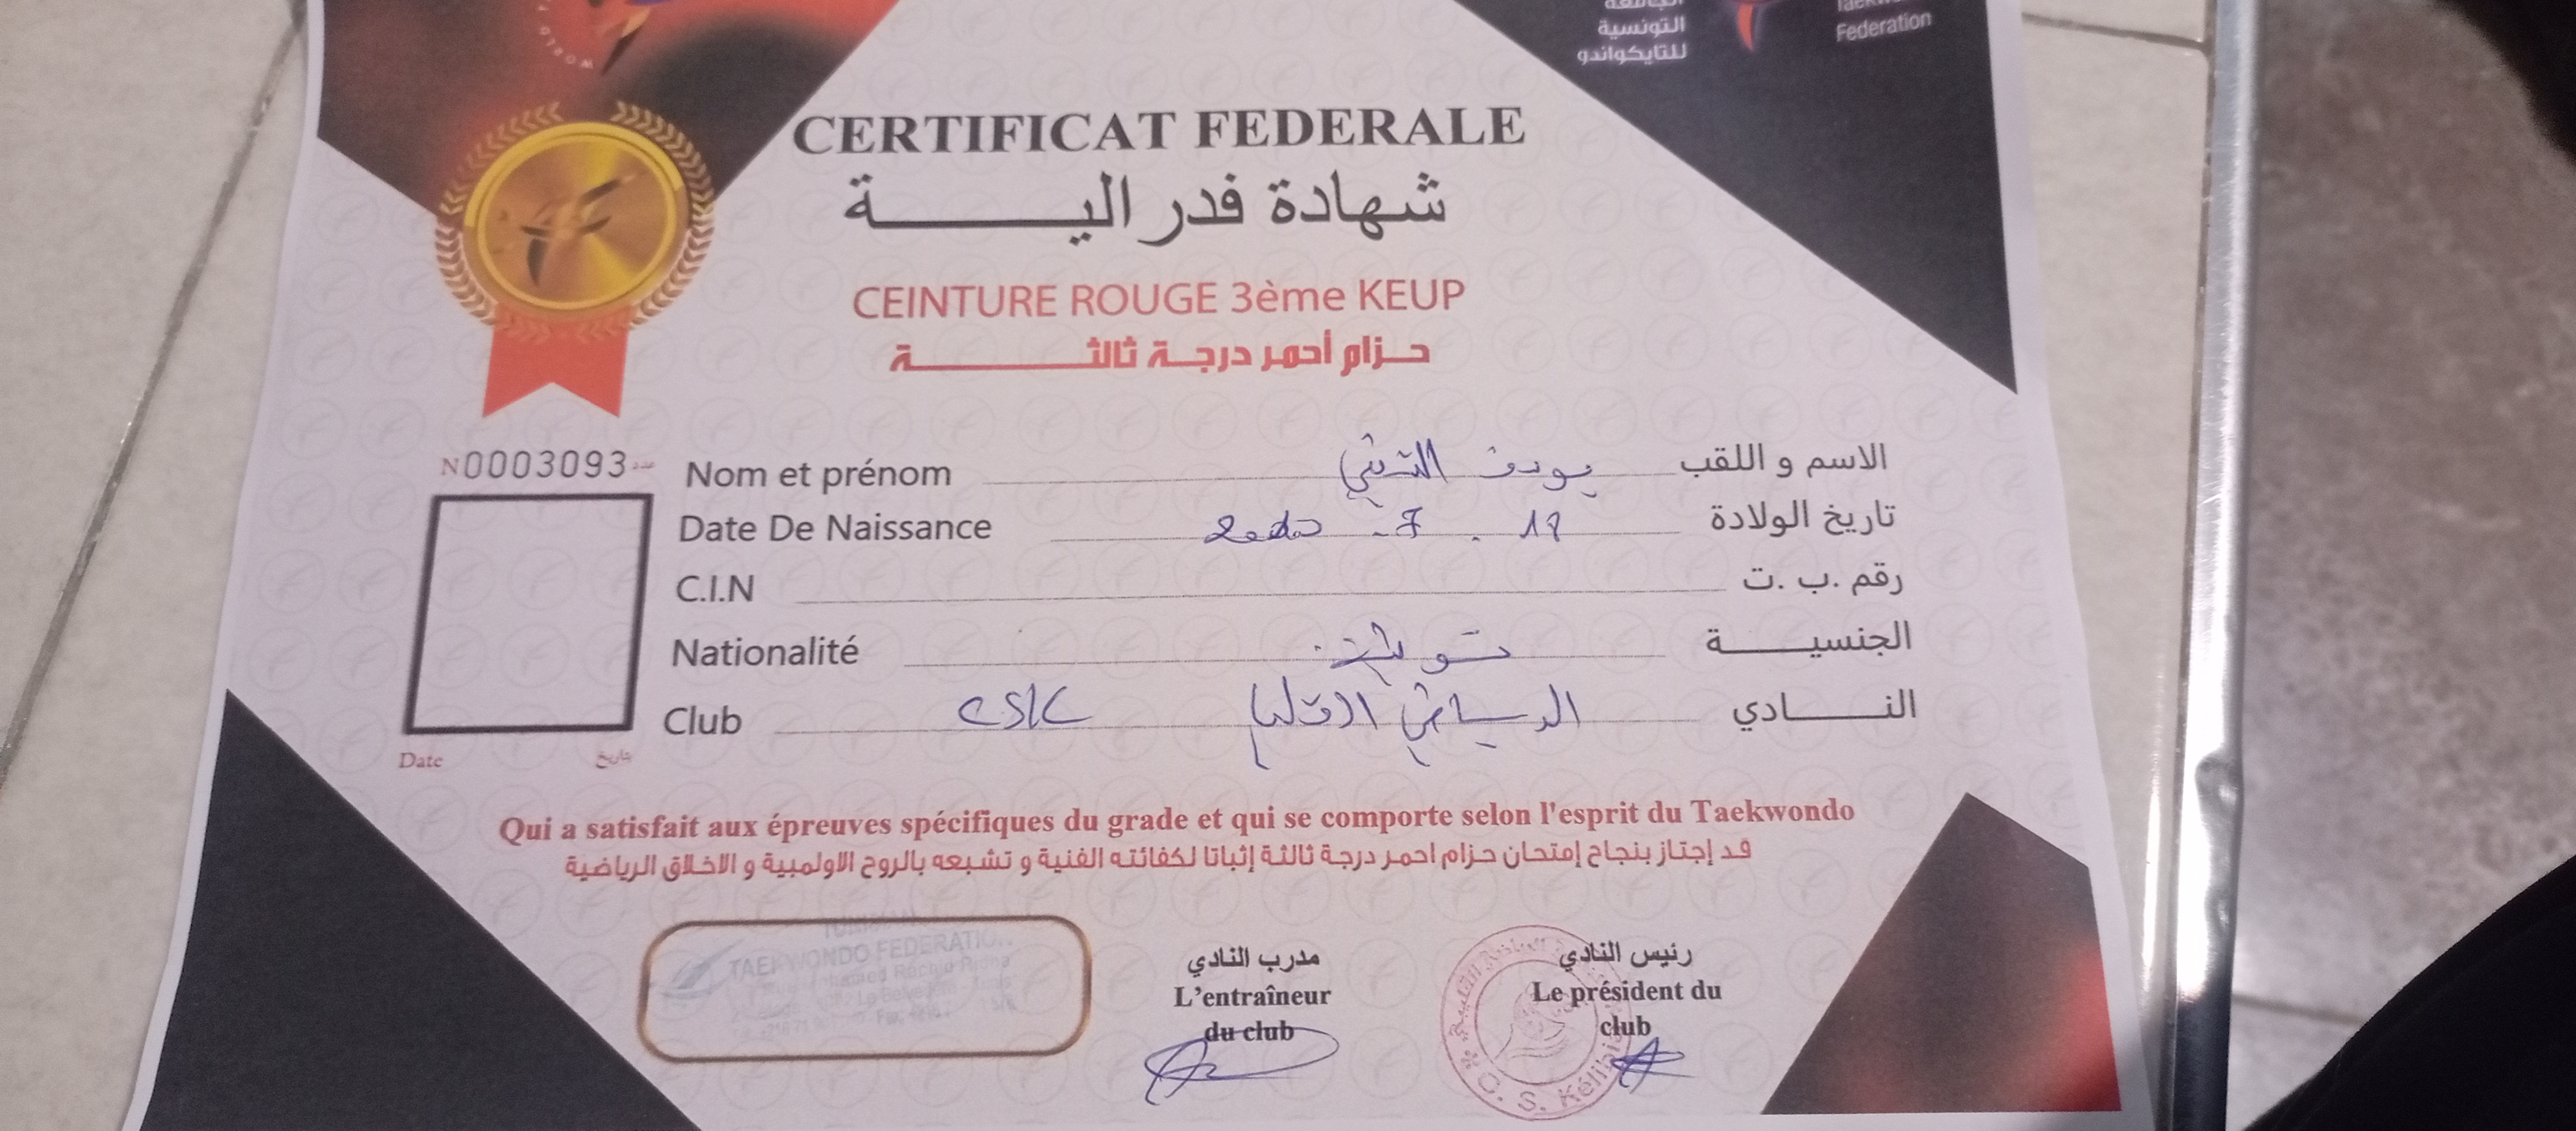 التونسية
للتايكواندو
Federation
WORLD
CERTIFICAT FEDERALE
شهادة فدرالية
CEINTURE ROUGE 3ème KEUP
حزام أحمر درجة ثالثة
N0003093
Nom et prénom الاسم و اللقب
Date De Naissance 7 تاريخ الولادة
C.I.N رقم ب.ت.
Nationalité الجنسية
Club CSK النادي
Date تاريخ
Qui a satisfait aux épreuves spécifiques du grade et qui se comporte selon l'esprit du Taekwondo
قد إجتاز بنجاح إمتحان حزام احمر درجة ثالثة إثباتا لكفائته الفنية و تشبعه بالروح الاولمبية و الاخلاق الرياضية
TAEKWONDO FEDERATION
مدرب النادي
L'entraîneur
du club
رئيس النادي
Le président du
club
C. S. Kélibia